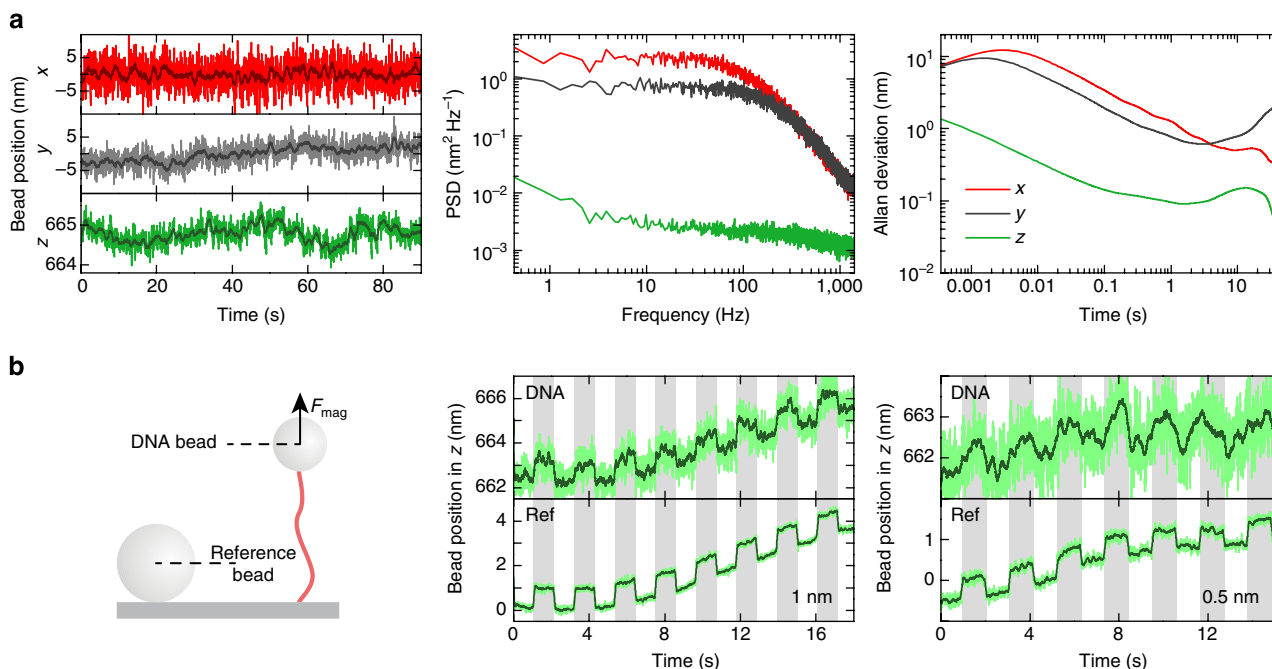 a
Bead position (nm)
x
5
−5
y
5
−5
z
665
664
0
20
40
60
80
Time (s)
PSD (nm² Hz⁻¹)
10⁰
10⁻¹
10⁻²
10⁻³
1
10
100
1,000
Frequency (Hz)
Allan deviation (nm)
10¹
10⁰
10⁻¹
10⁻²
x
y
z
0.001
0.01
0.1
1
10
Time (s)
b
F mag
DNA bead
Reference
bead
Bead position in z (nm)
DNA
666
664
662
Ref
4
2
0
1 nm
0
4
8
12
16
Time (s)
Bead position in z (nm)
DNA
663
662
Ref
1
0
0.5 nm
0
4
8
12
Time (s)